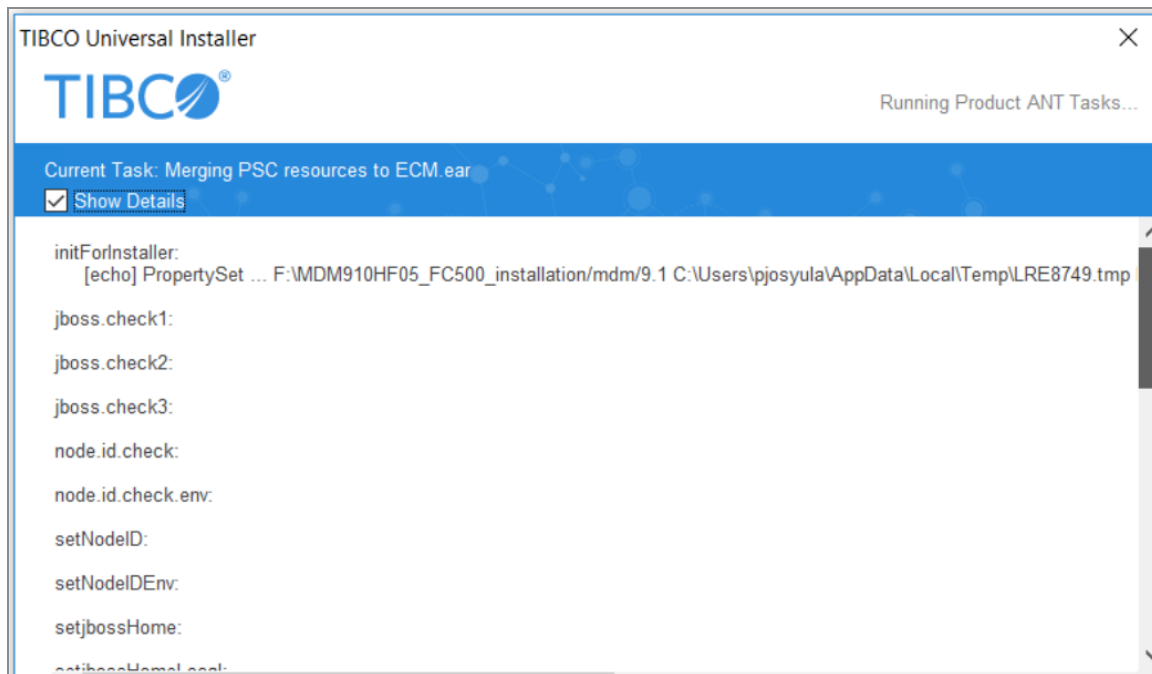 TIBCO Universal Installer
TIBCO®
Running Product ANT Tasks...
Current Task: Merging PSC resources to ECM.ear
Show Details
initForInstaller:
[echo] PropertySet ... F:\MDM910HF05_FC500_installation/mdm/9.1 C:\Users\pjosyula\AppData\Local\Temp\LRE8749.tmp
jboss.check1:
jboss.check2:
jboss.check3:
node.id.check:
node.id.check.env:
setNodeID:
setNodeIDEnv:
setjbossHome: